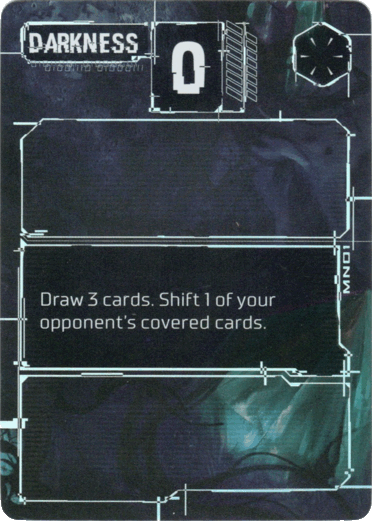 DARKNESS
0
MN01
Draw 3 cards. Shift 1 of your
opponent's covered cards.